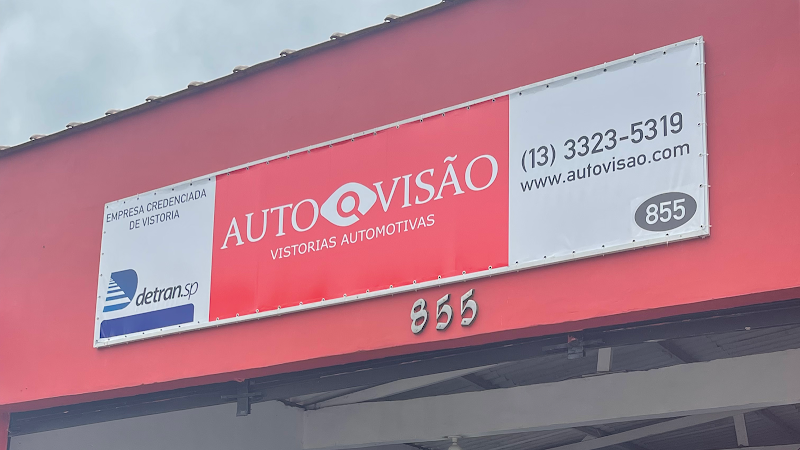 EMPRESA CREDENCIADA
DE VISTORIA
detran.sp
AUTO VISÃO
VISTORIAS AUTOMOTIVAS
(13) 3323-5319
www.autovisao.com
855
855